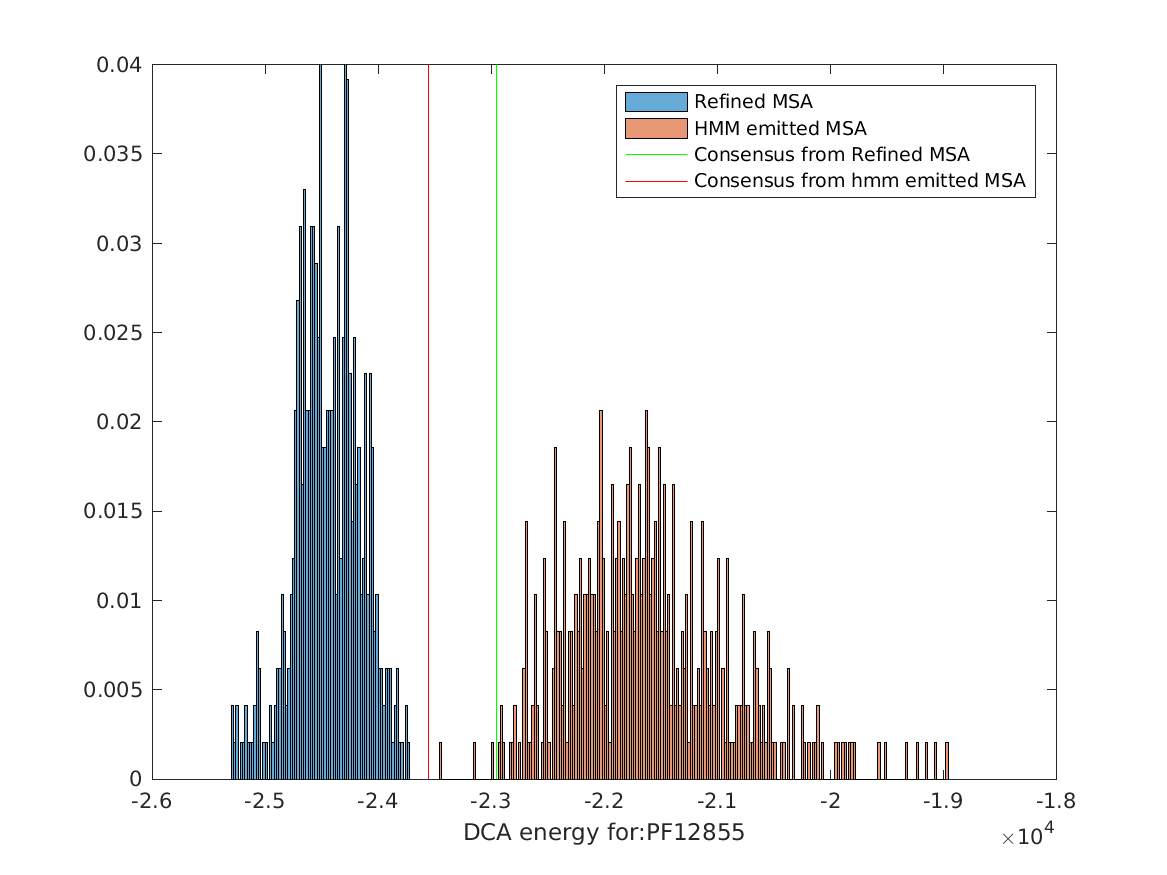 0.04
0.035
0.03
0.025
0.02
0.015
0.01
0.005
0
-2.6 -2.5 -2.4 -2.3 -2.2 -2.1 -2 -1.9 -1.8
×10^4
DCA energy for:PF12855
Refined MSA
HMM emitted MSA
Consensus from Refined MSA
Consensus from hmm emitted MSA